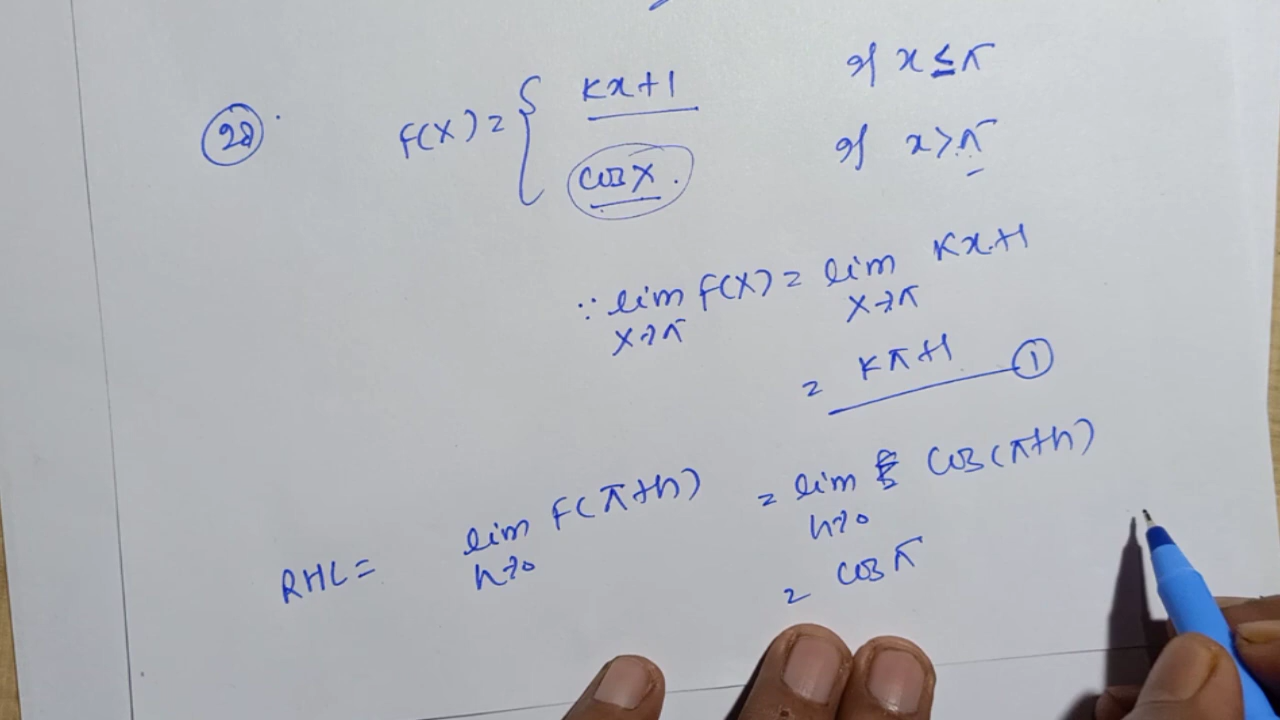 28. f(x) = { kx+1 if x ≤ π
cos x. if x > π
∵ lim f(x) = lim kx+1
x→π x→π
= kπ+1 ①
RHL = lim f(π+h) = lim cos(π+h)
h→0 h→0
= cos π